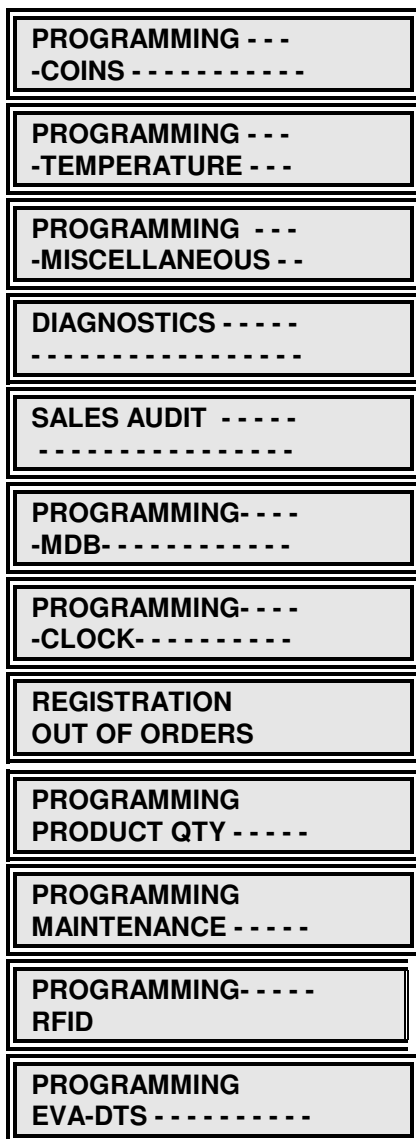 PROGRAMMING - - -
-COINS - - - - - - - - - - -
PROGRAMMING - - -
-TEMPERATURE - - -
PROGRAMMING - - -
-MISCELLANEOUS - -
DIAGNOSTICS - - - - -
- - - - - - - - - - - - - - - - -
SALES AUDIT - - - - -
- - - - - - - - - - - - - - - -
PROGRAMMING- - - -
-MDB- - - - - - - - - - - -
PROGRAMMING- - - -
-CLOCK- - - - - - - - - -
REGISTRATION
OUT OF ORDERS
PROGRAMMING
PRODUCT QTY - - - - -
PROGRAMMING
MAINTENANCE - - - - -
PROGRAMMING- - - - -
RFID
PROGRAMMING
EVA-DTS - - - - - - - - - -